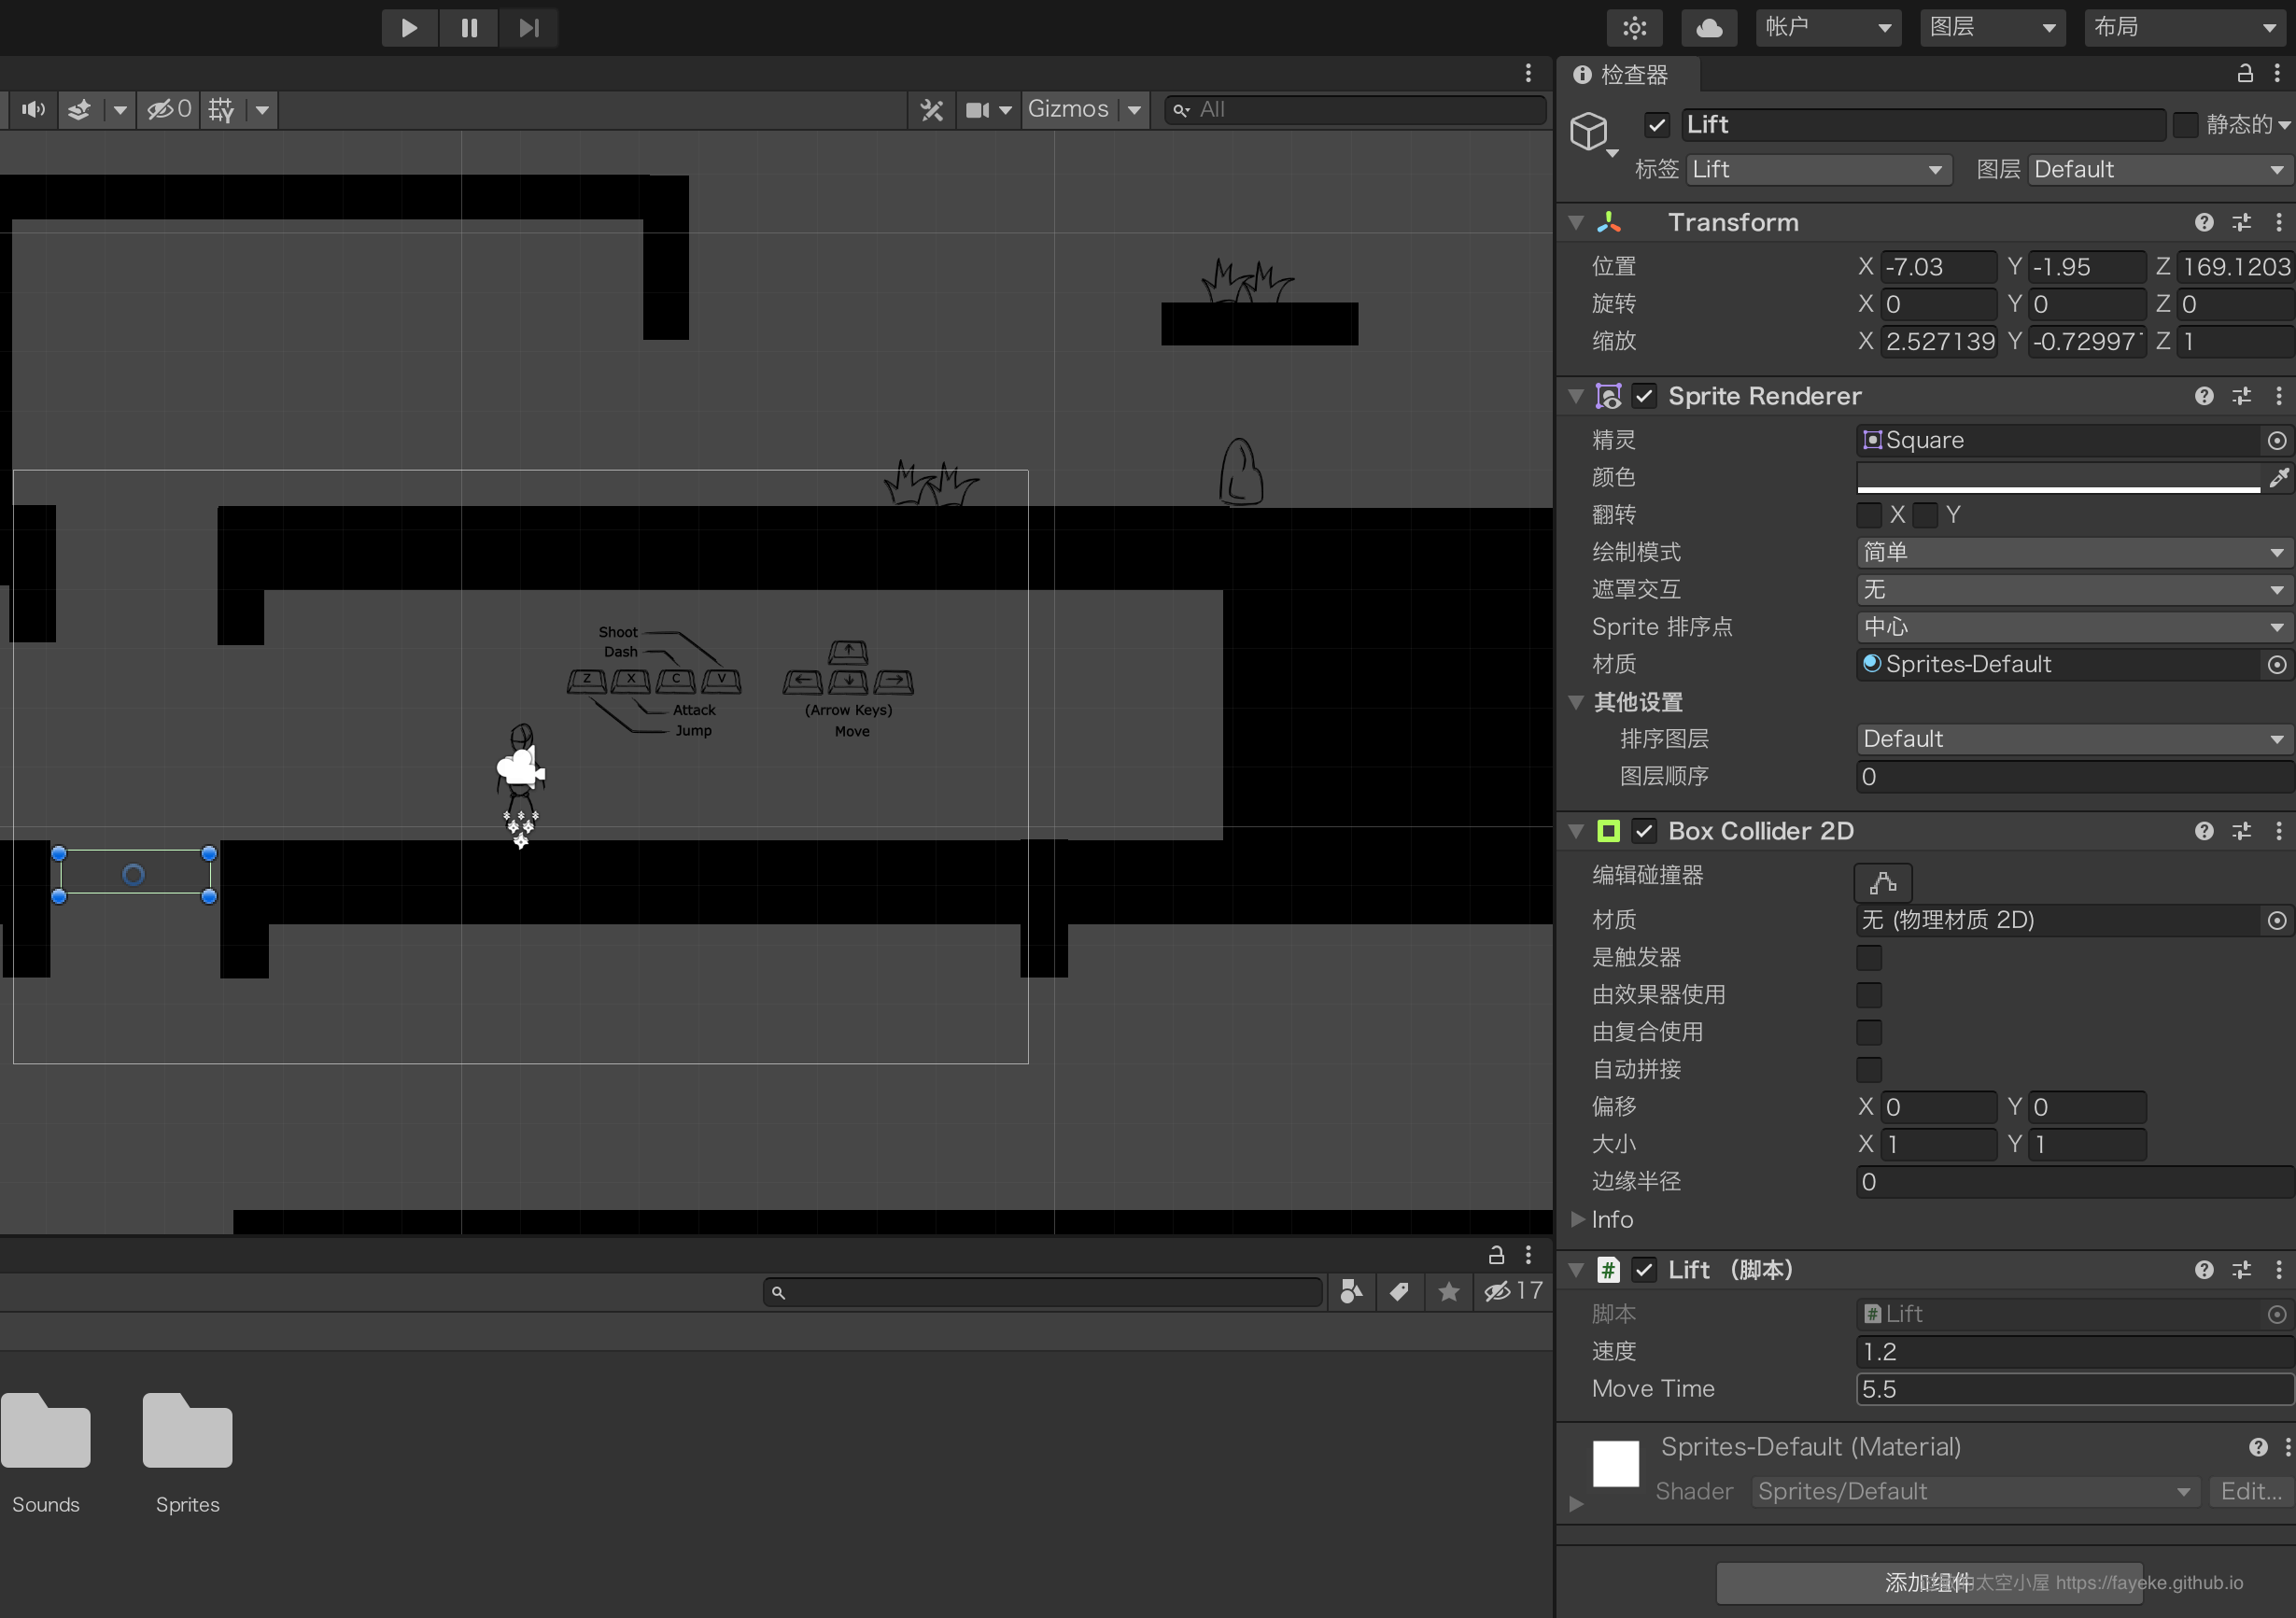 帐户
图层
布局
0
Gizmos
All
检查器
Lift
静态的
标签 Lift
图层 Default
Transform
位置 X -7.03 Y -1.95 Z 169.1203
旋转 X 0 Y 0 Z 0
缩放 X 2.527139 Y -0.729971 Z 1
Sprite Renderer
精灵 Square
颜色
翻转 X Y
绘制模式 简单
遮罩交互 无
Sprite 排序点 中心
材质 Sprites-Default
其他设置
排序图层 Default
图层顺序 0
Box Collider 2D
编辑碰撞器
材质 无 (物理材质 2D)
是触发器
由效果器使用
由复合使用
自动拼接
偏移 X 0 Y 0
大小 X 1 Y 1
边缘半径 0
Info
Lift （脚本）
脚本 Lift
速度 1.2
Move Time 5.5
Sprites-Default (Material)
Shader Sprites/Default Edit...
添加组件
太空小屋 https://fayeke.github.io
Shoot
Dash
Z X C V
Attack
Jump
(Arrow Keys)
Move
17
Sounds
Sprites